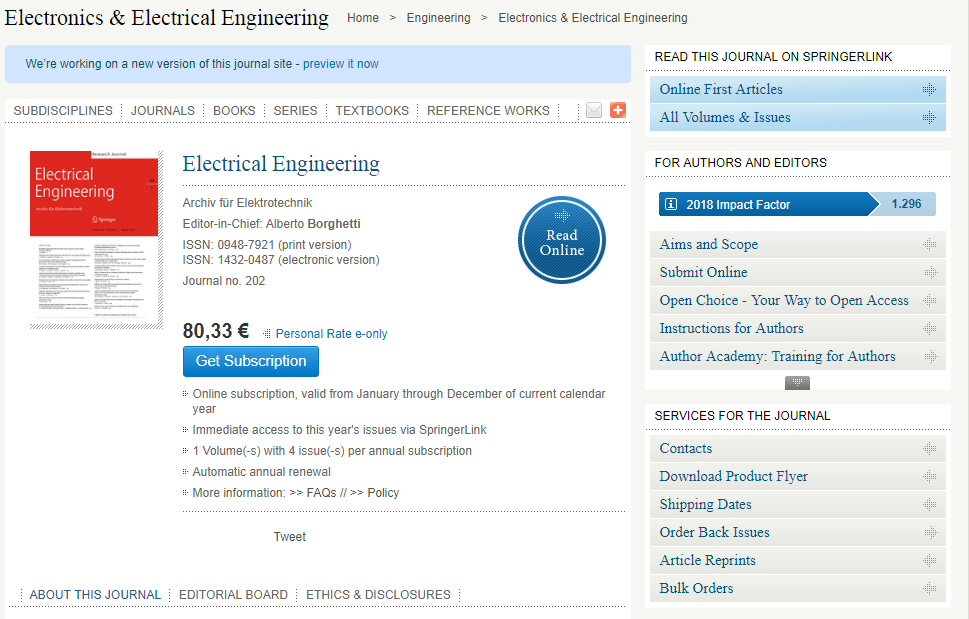 Electronics & Electrical Engineering
Home > Engineering > Electronics & Electrical Engineering
We're working on a new version of this journal site - preview it now
SUBDISCIPLINES JOURNALS BOOKS SERIES TEXTBOOKS REFERENCE WORKS
Research Journal
Electrical
Engineering
Archiv für Elektrotechnik
Springer
Electrical Engineering
Archiv für Elektrotechnik
Editor-in-Chief: Alberto Borghetti
ISSN: 0948-7921 (print version)
ISSN: 1432-0487 (electronic version)
Journal no. 202
Read
Online
80,33 € Personal Rate e-only
Get Subscription
Online subscription, valid from January through December of current calendar
year
Immediate access to this year's issues via SpringerLink
1 Volume(-s) with 4 issue(-s) per annual subscription
Automatic annual renewal
More information: >> FAQs // >> Policy
Tweet
ABOUT THIS JOURNAL EDITORIAL BOARD ETHICS & DISCLOSURES
READ THIS JOURNAL ON SPRINGERLINK
Online First Articles
All Volumes & Issues
FOR AUTHORS AND EDITORS
2018 Impact Factor 1.296
Aims and Scope
Submit Online
Open Choice - Your Way to Open Access
Instructions for Authors
Author Academy: Training for Authors
SERVICES FOR THE JOURNAL
Contacts
Download Product Flyer
Shipping Dates
Order Back Issues
Article Reprints
Bulk Orders